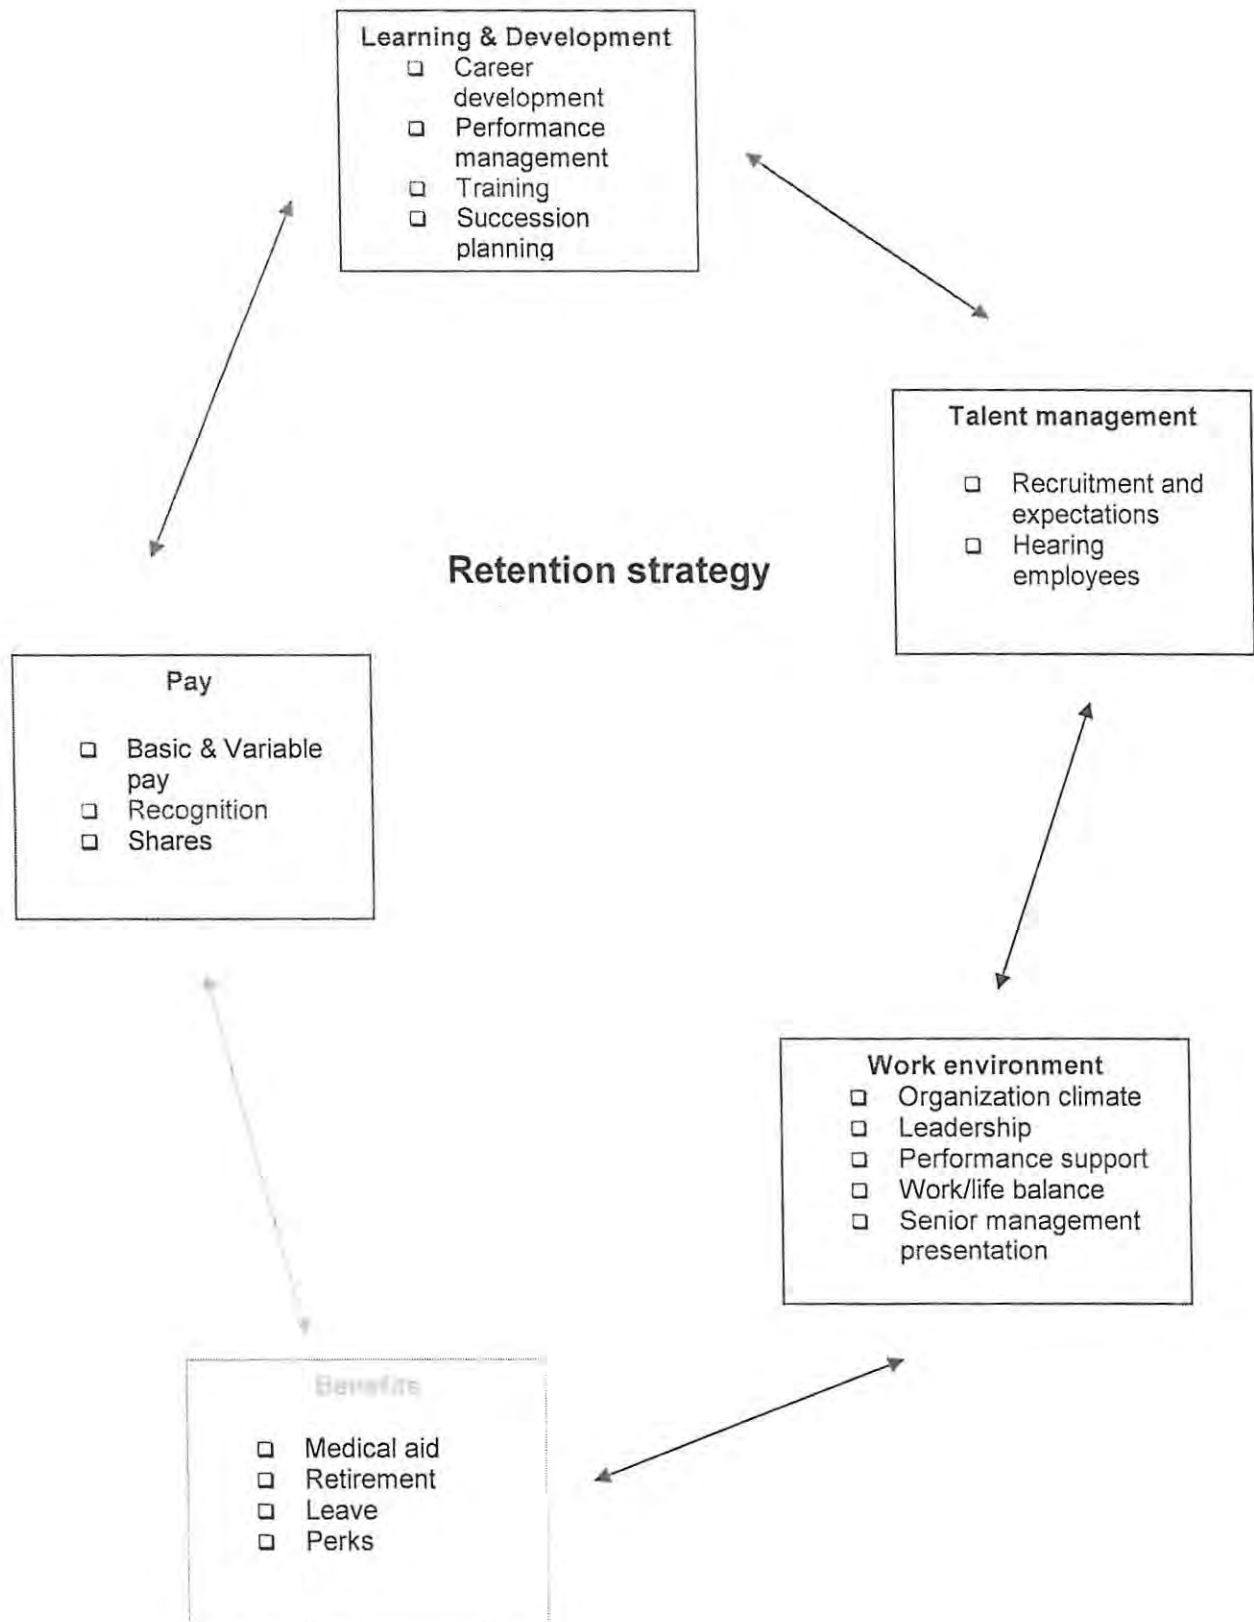 Learning & Development
Career
development
Performance
management
Training
Succession
planning
Talent management
Recruitment and
expectations
Hearing
employees
Retention strategy
Pay
Basic & Variable
pay
Recognition
Shares
Work environment
Organization climate
Leadership
Performance support
Work/life balance
Senior management
presentation
Benefits
Medical aid
Retirement
Leave
Perks